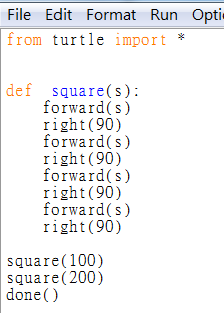 File Edit Format Run Optio
from turtle import *
def  square(s):
    forward(s)
    right(90)
    forward(s)
    right(90)
    forward(s)
    right(90)
    forward(s)
    right(90)
square(100)
square(200)
done()